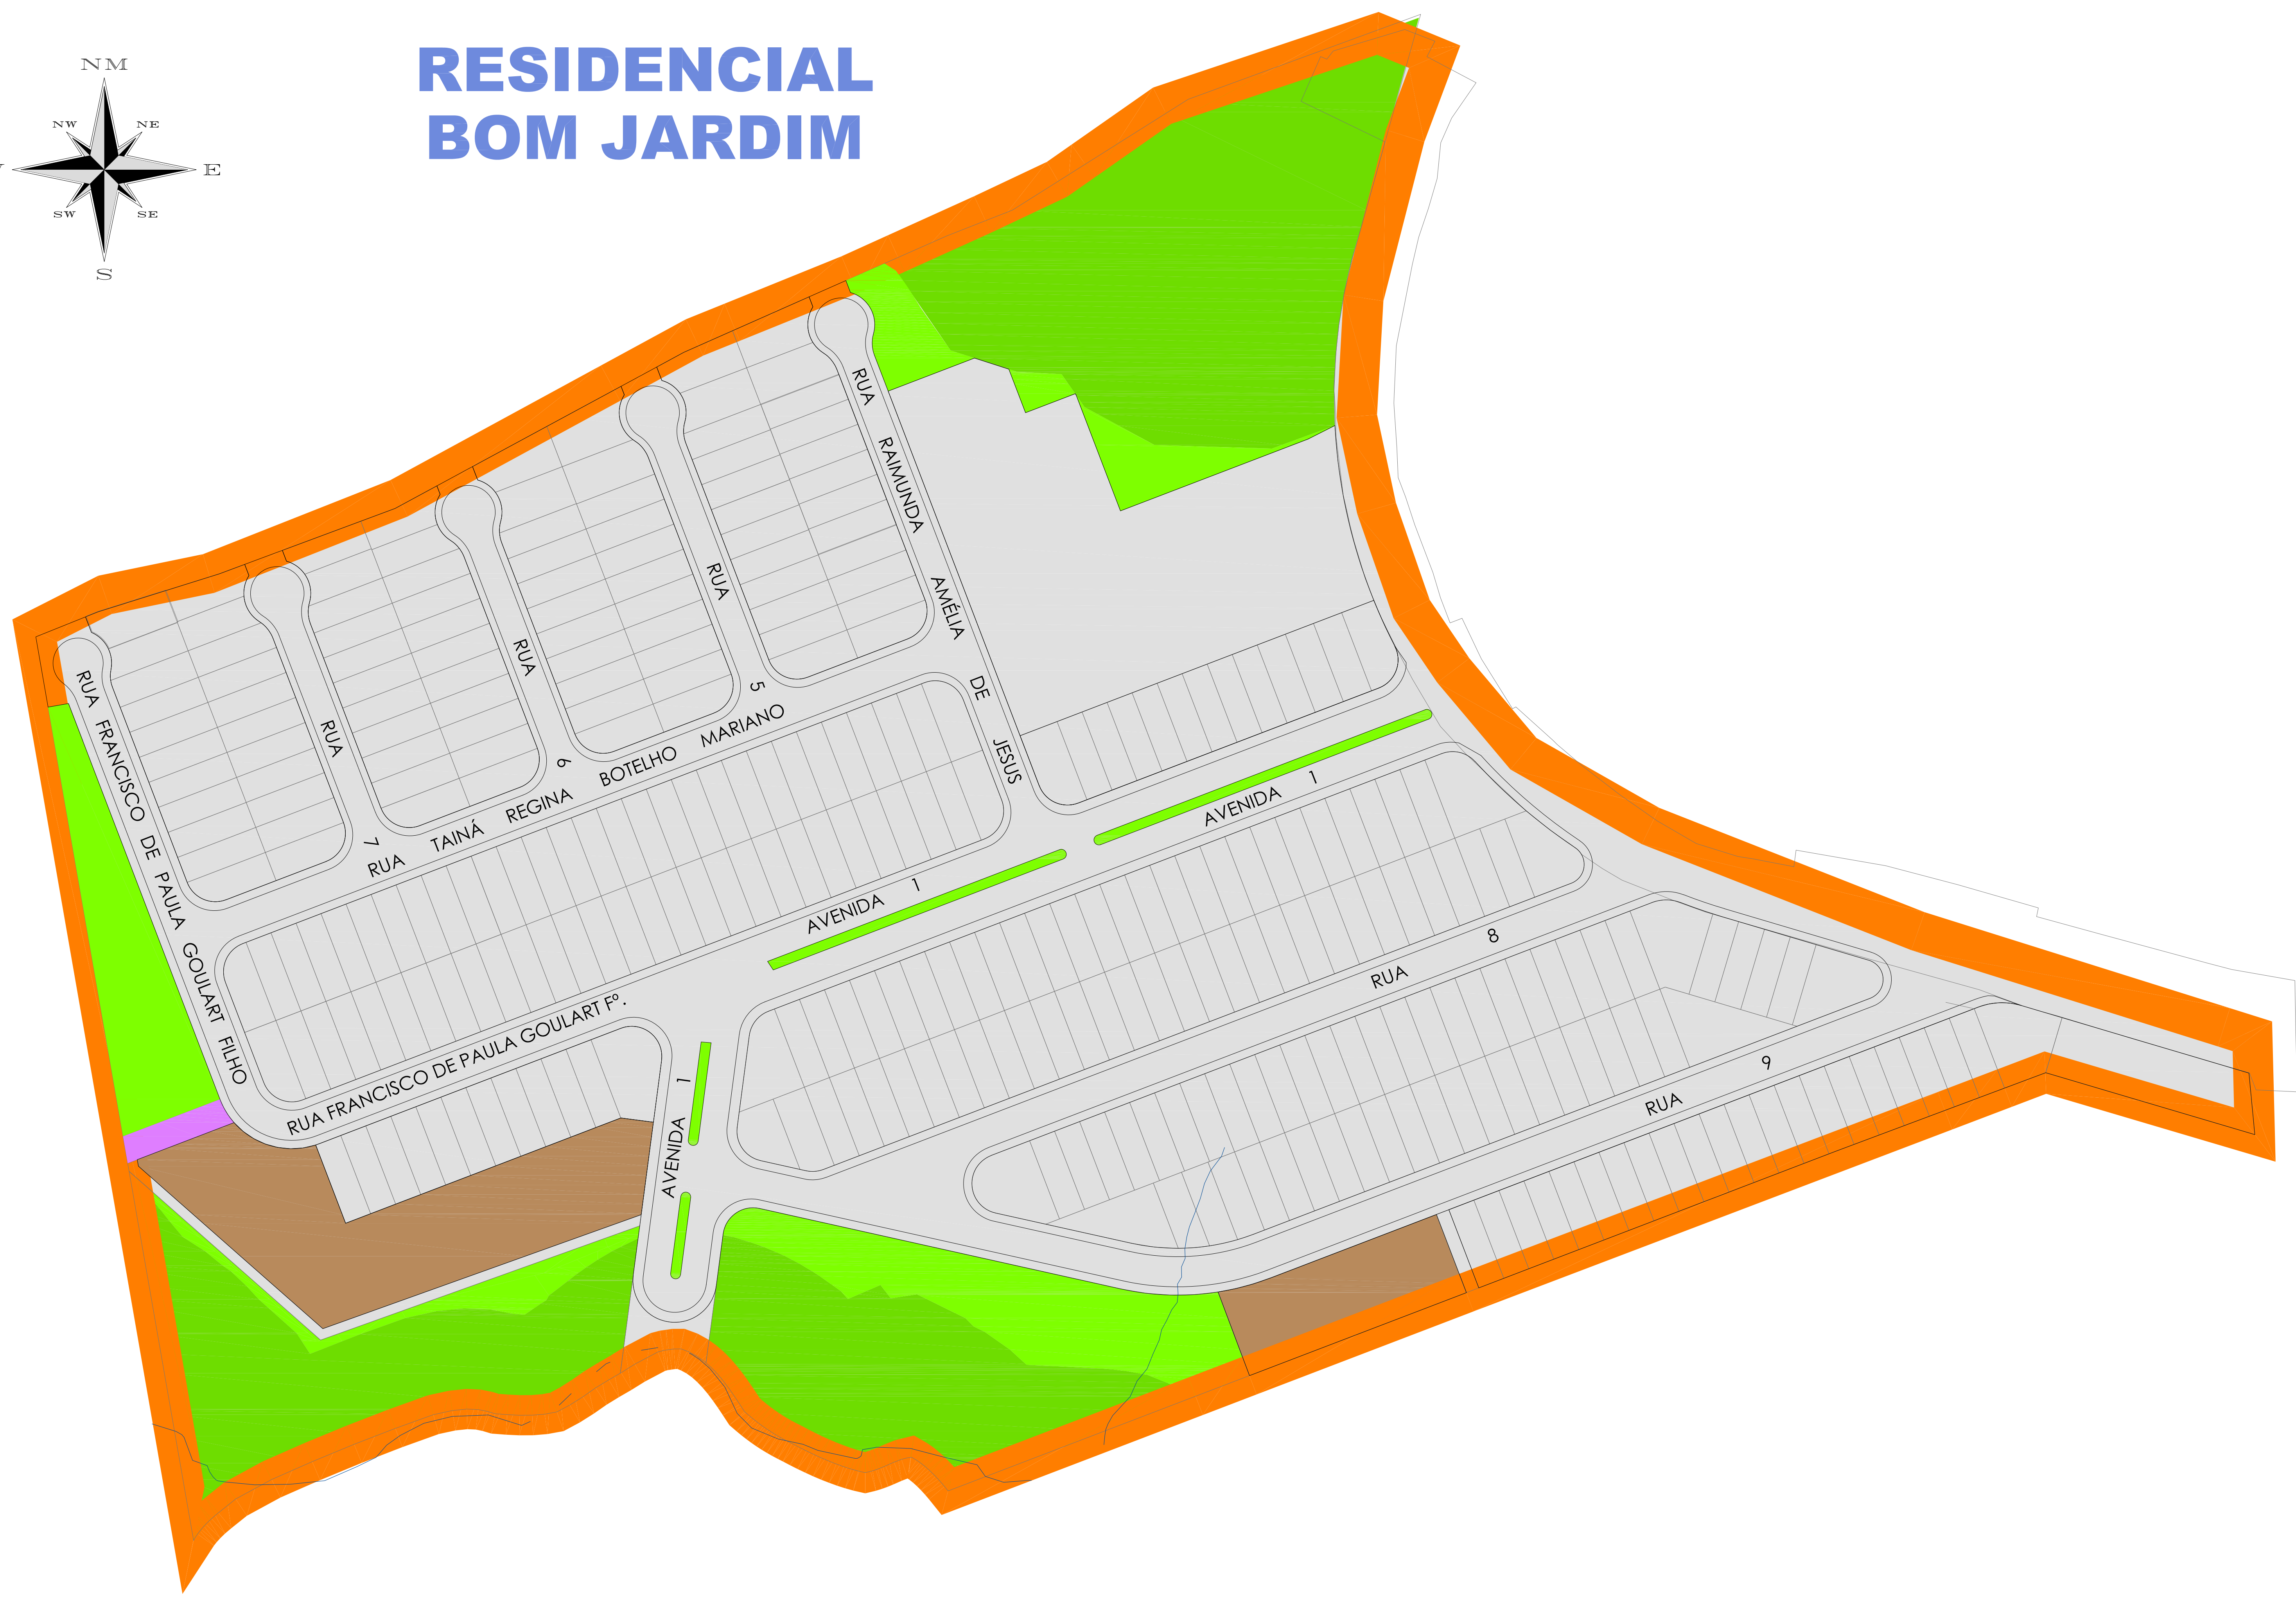 RESIDENCIAL
BOM JARDIM
NM
NW NE
E
SW SE
S
RUA RAIMUNDA AMÉLIA DE JESUS
RUA 5
RUA 6
RUA 7
RUA FRANCISCO DE PAULA GOULART FILHO
RUA TAINÁ REGINA BOTELHO MARIANO
AVENIDA 1
AVENIDA 1
RUA FRANCISCO DE PAULA GOULART Fº.
AVENIDA 1
RUA 8
RUA 9